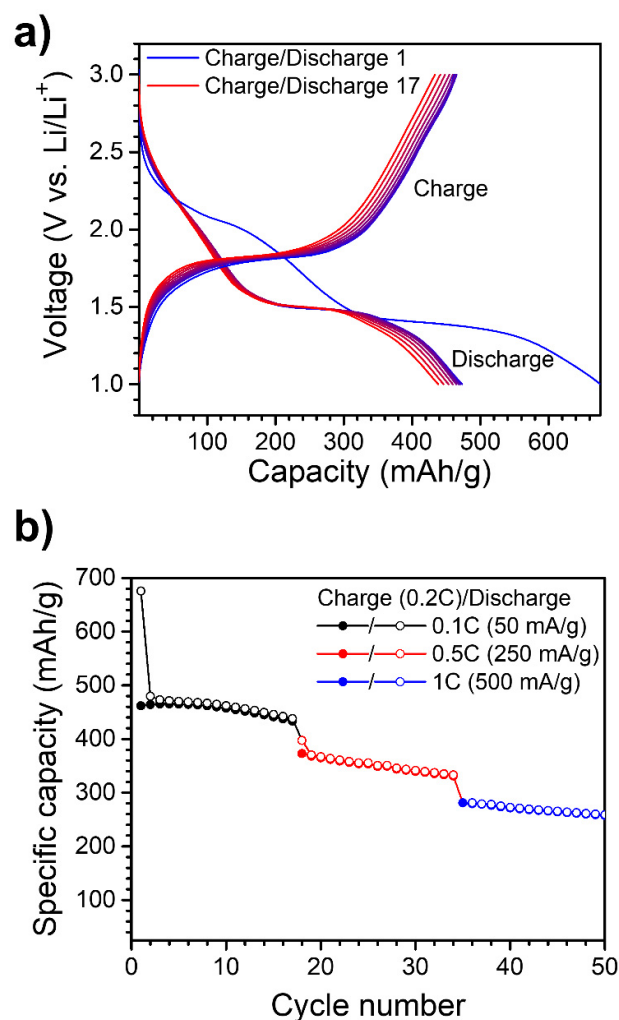 a)
Charge/Discharge 1
Charge/Discharge 17
Charge
Discharge
Voltage (V vs. Li/Li⁺)
3.0
2.5
2.0
1.5
1.0
100 200 300 400 500 600
Capacity (mAh/g)
b)
Charge (0.2C)/Discharge
0.1C (50 mA/g)
0.5C (250 mA/g)
1C (500 mA/g)
Specific capacity (mAh/g)
700
600
500
400
300
200
100
0 10 20 30 40 50
Cycle number